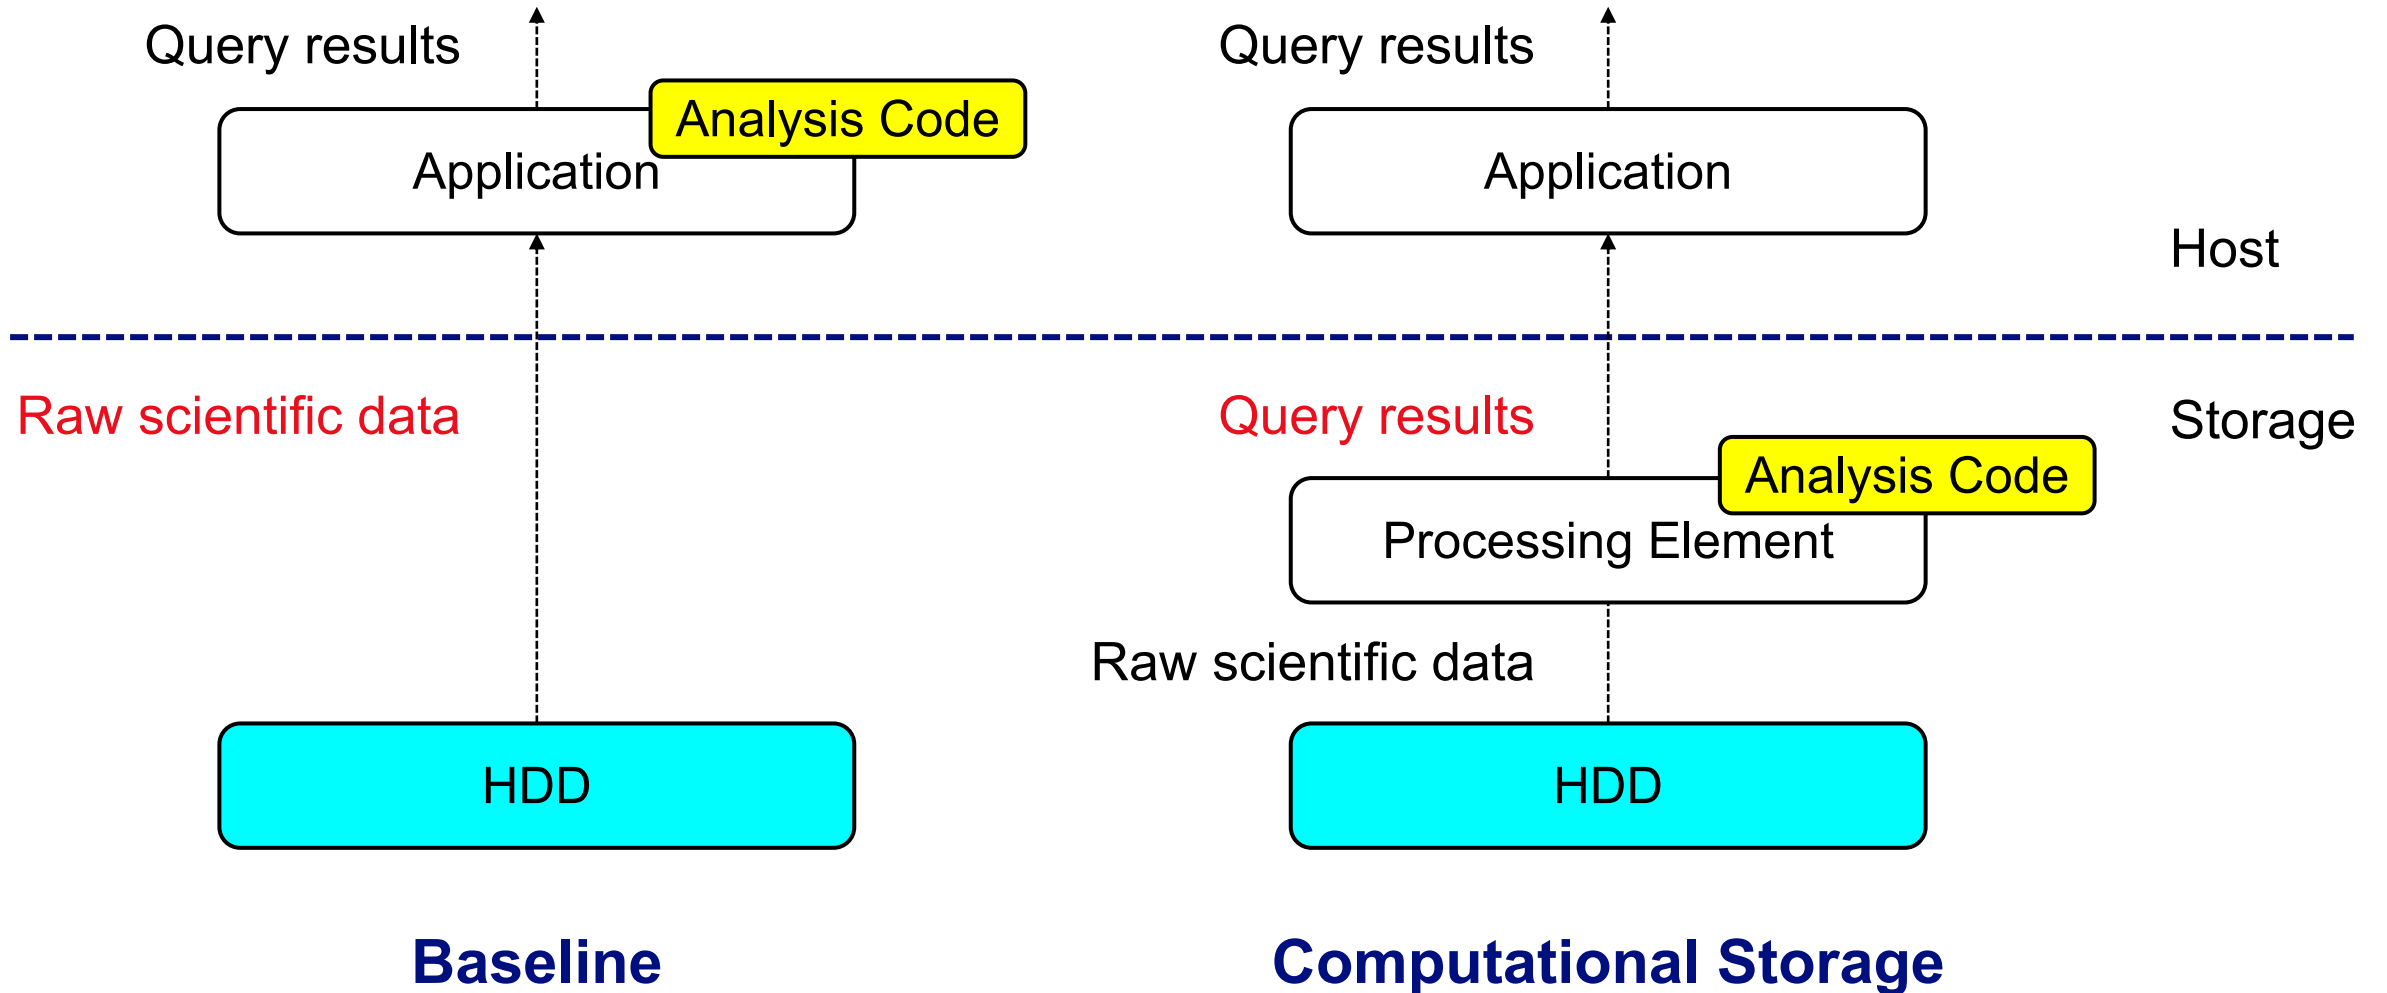 Query results
Analysis Code
Application
Raw scientific data
HDD
Baseline
Query results
Application
Host
Query results
Storage
Analysis Code
Processing Element
Raw scientific data
HDD
Computational Storage